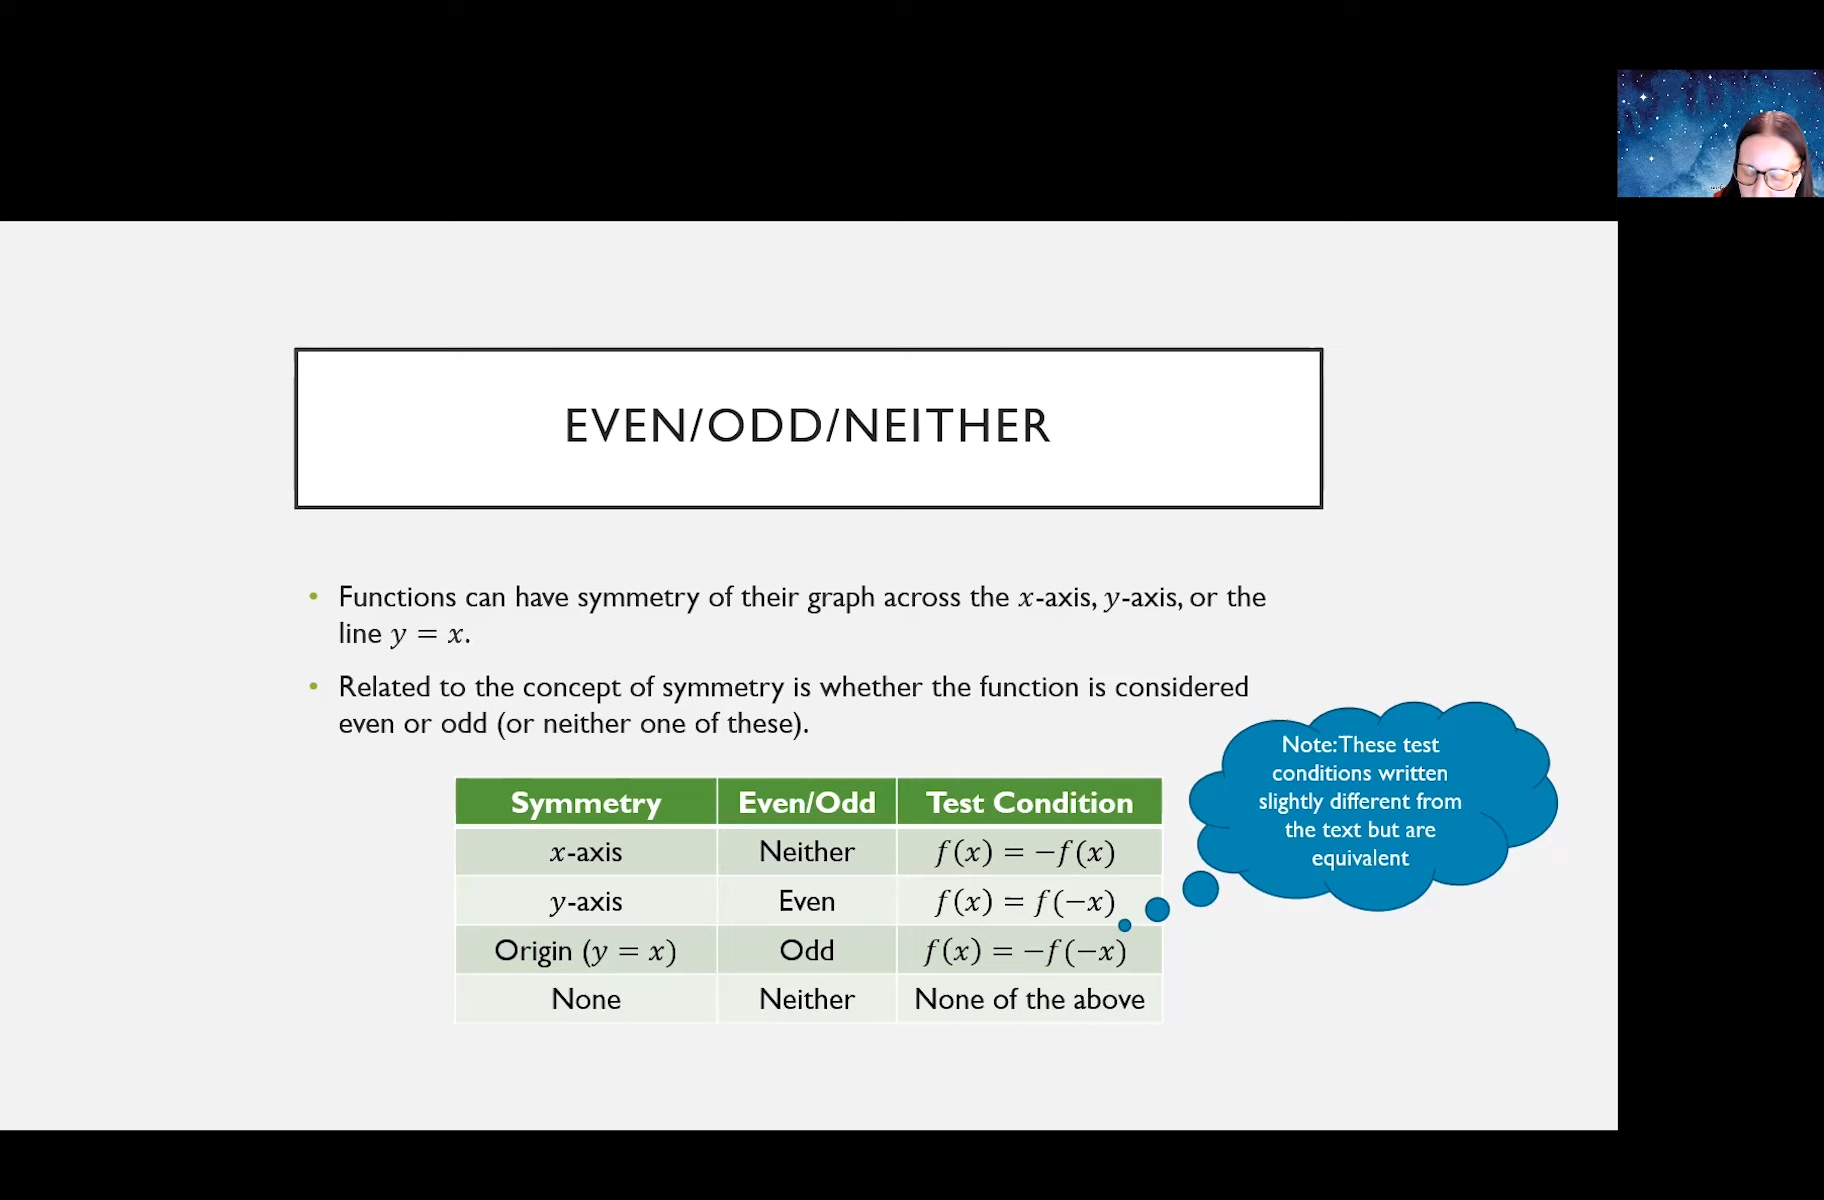 EVEN/ODD/NEITHER
• Functions can have symmetry of their graph across the x-axis, y-axis, or the
line y = x.
• Related to the concept of symmetry is whether the function is considered
even or odd (or neither one of these).
Note: These test
conditions written
slightly different from
the text but are
equivalent
Symmetry Even/Odd Test Condition
x-axis Neither f(x) = −f(x)
y-axis Even f(x) = f(−x)
Origin (y = x) Odd f(x) = −f(−x)
None Neither None of the above